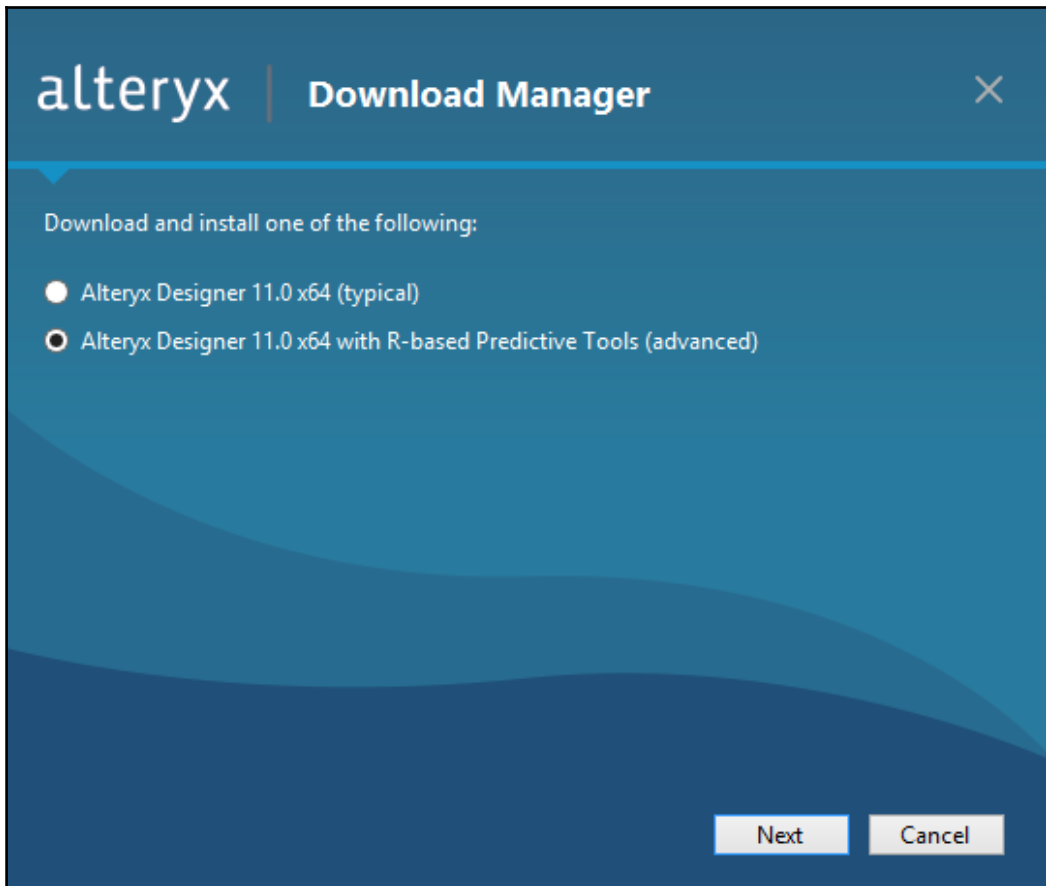 alteryx Download Manager
Download and install one of the following:
Alteryx Designer 11.0 x64 (typical)
Alteryx Designer 11.0 x64 with R-based Predictive Tools (advanced)
Next Cancel